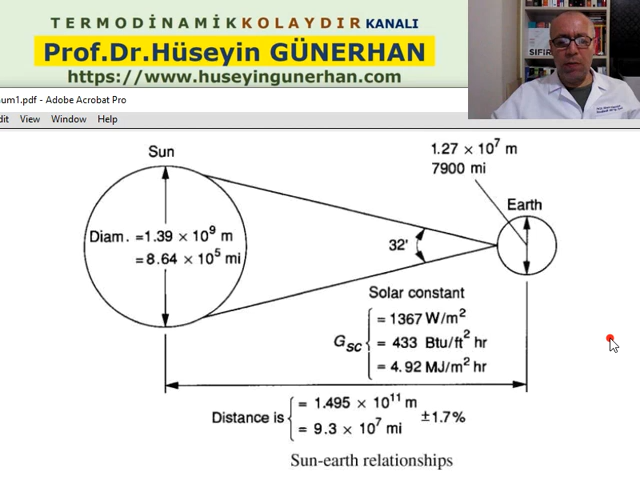 TERMODİNAMİKKOLAYDIR KANALI
Prof.Dr.Hüseyin GÜNERHAN
https://www.huseyingunerhan.com
SIFIR
um1.pdf - Adobe Acrobat Pro
dit View Window Help
Sun
1.27 × 10⁷ m
7900 mi
Earth
Diam. =1.39 × 10⁹ m
=8.64 × 10⁵ mi
32'
Solar constant
G_SC
= 1367 W/m²
= 433 Btu/ft² hr
= 4.92 MJ/m² hr
Distance is
= 1.495 × 10¹¹ m
= 9.3 × 10⁷ mi
±1.7%
Sun-earth relationships